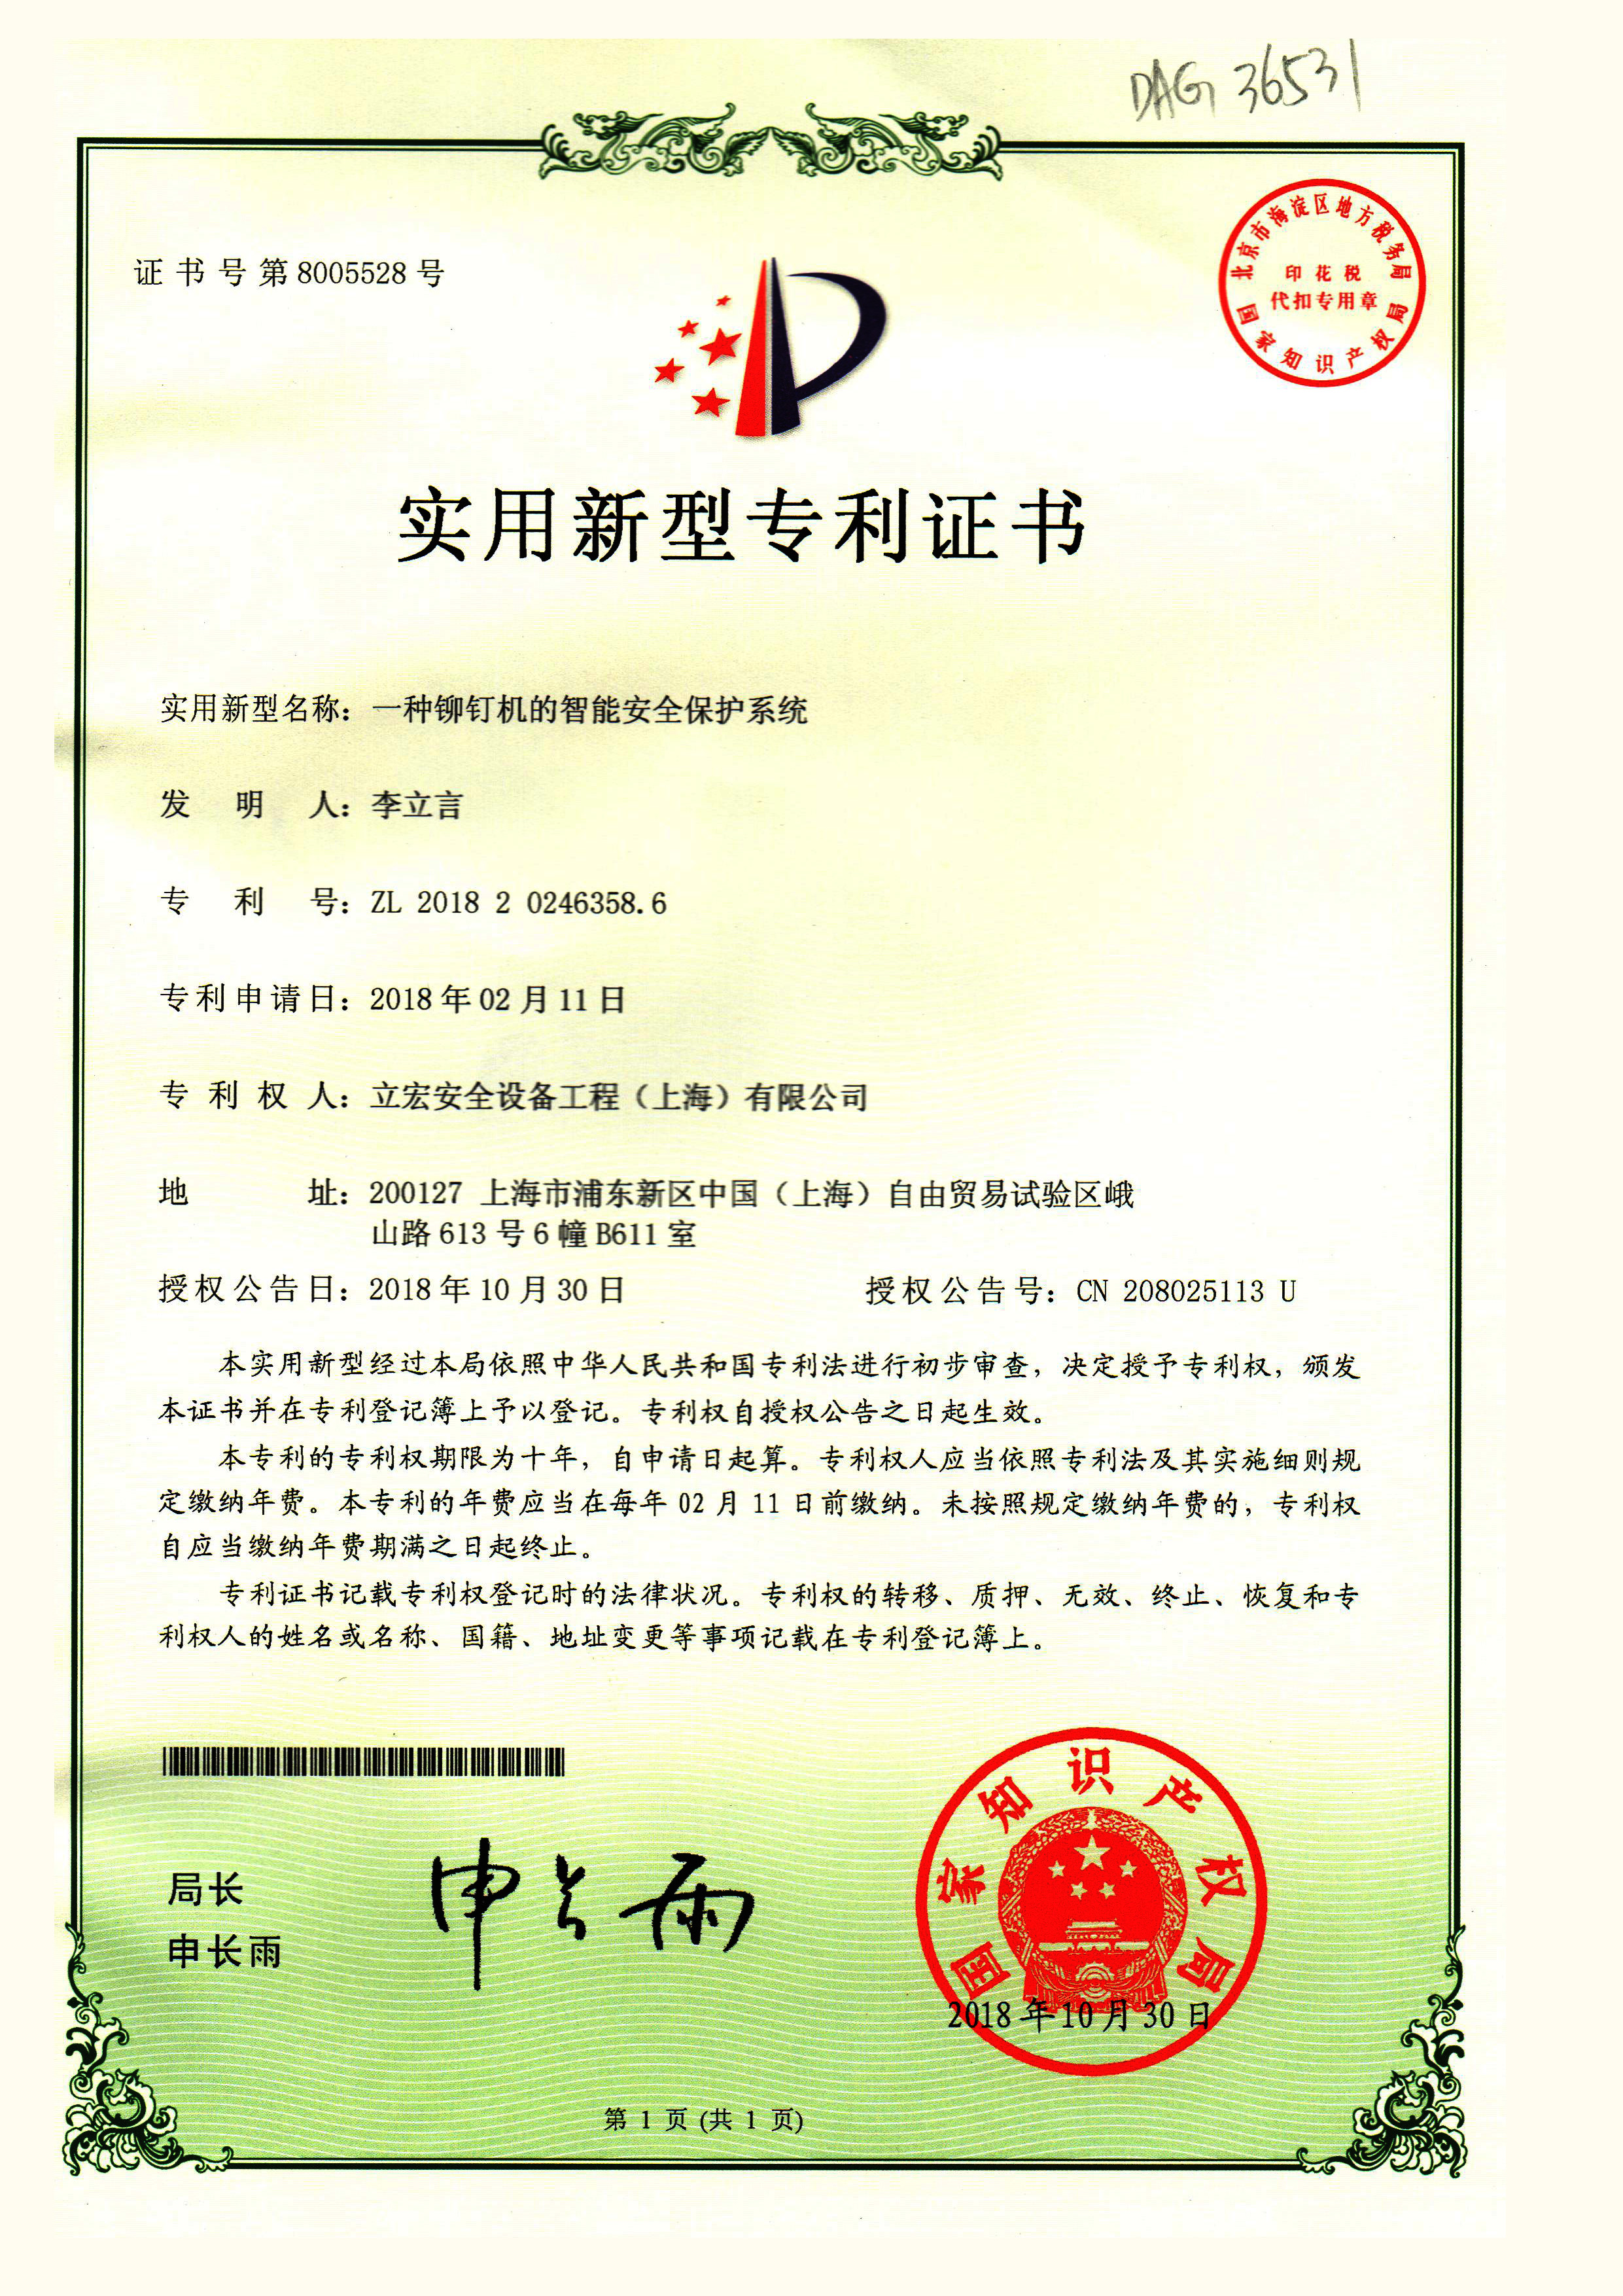 DAG 36531
证书号第8005528号
北京市海淀区地方税务局
印花税
代扣专用章
国家知识产权局
实用新型专利证书
实用新型名称：一种铆钉机的智能安全保护系统
发明人：李立言
专利号：ZL 2018 2 0246358.6
专利申请日：2018年02月11日
专利权人：立宏安全设备工程（上海）有限公司
地址：200127 上海市浦东新区中国（上海）自由贸易试验区峨
山路613号6幢B611室
授权公告日：2018年10月30日 授权公告号：CN 208025113 U
本实用新型经过本局依照中华人民共和国专利法进行初步审查，决定授予专利权，颁发
本证书并在专利登记簿上予以登记。专利权自授权公告之日起生效。
本专利的专利权期限为十年，自申请日起算。专利权人应当依照专利法及其实施细则规
定缴纳年费。本专利的年费应当在每年02月11日前缴纳。未按照规定缴纳年费的，专利权
自应当缴纳年费期满之日起终止。
专利证书记载专利权登记时的法律状况。专利权的转移、质押、无效、终止、恢复和专
利权人的姓名或名称、国籍、地址变更等事项记载在专利登记簿上。
局长
申长雨
申长雨
国家知识产权局
2018年10月30日
第 1 页 (共 1 页)